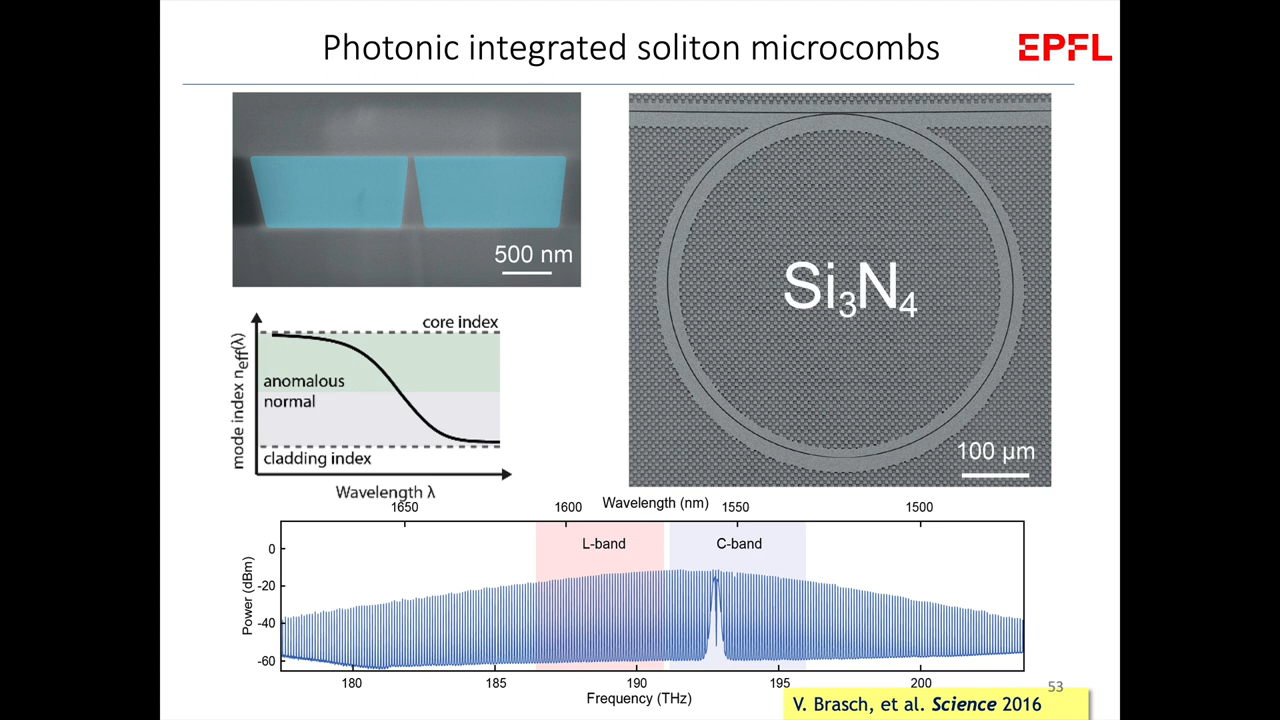 Photonic integrated soliton microcombs
EPFL
500 nm
Si₃N₄
100 µm
mode index n_eff(λ)
core index
anomalous
normal
cladding index
Wavelength λ
Wavelength (nm)
1650
1600
1550
1500
L-band
C-band
Power (dBm)
0
-20
-40
-60
180
185
190
195
200
Frequency (THz)
53
V. Brasch, et al. Science 2016